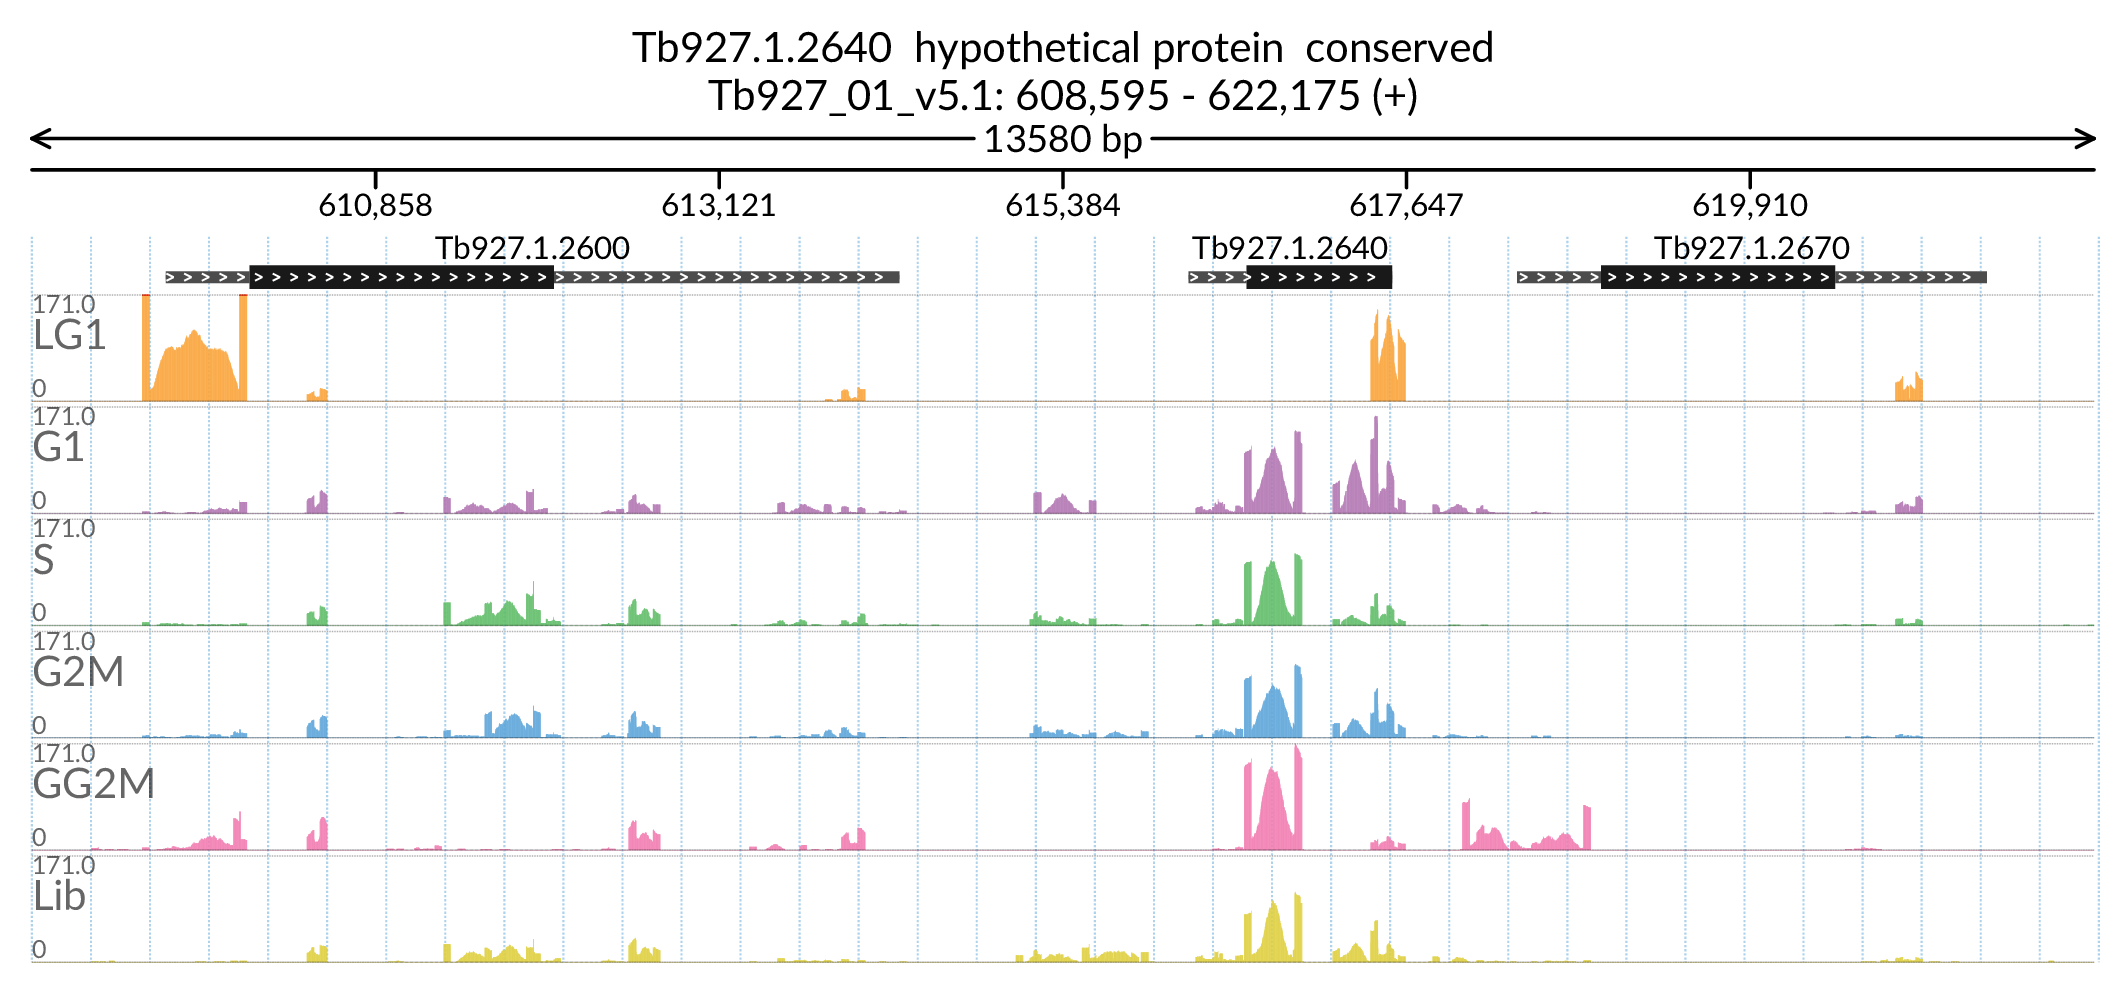 Tb927.1.2640  hypothetical protein  conserved
Tb927_01_v5.1: 608,595 - 622,175 (+)
13580 bp
610,858 613,121 615,384 617,647 619,910
Tb927.1.2600 Tb927.1.2640 Tb927.1.2670
171.0
LG1
0
171.0
G1
0
171.0
S
0
171.0
G2M
0
171.0
GG2M
0
171.0
Lib
0